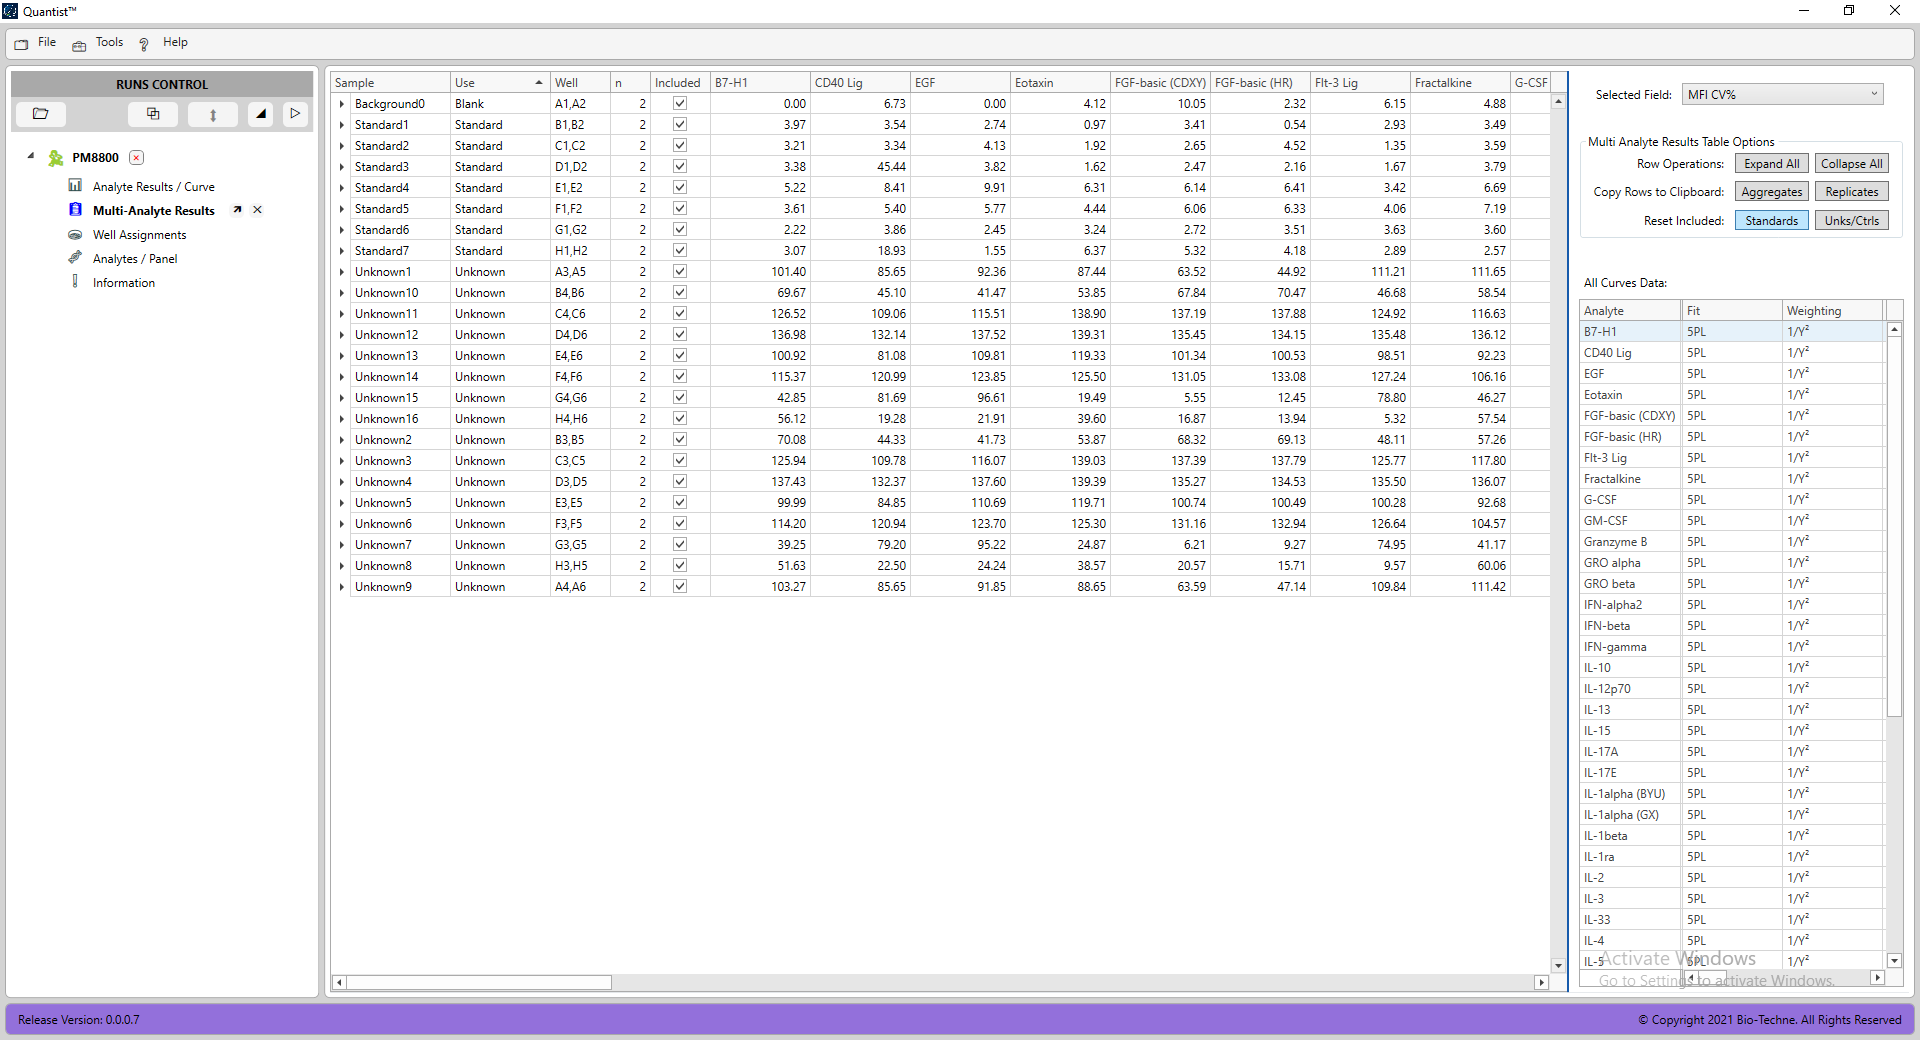 Quantist™
File Tools Help
RUNS CONTROL
PM8800
Analyte Results / Curve
Multi-Analyte Results
Well Assignments
Analytes / Panel
Information
Sample Use Well n Included B7-H1 CD40 Lig EGF Eotaxin FGF-basic (CDXY) FGF-basic (HR) Flt-3 Lig Fractalkine G-CSF
Background0 Blank A1,A2 2 0.00 6.73 0.00 4.12 10.05 2.32 6.15 4.88
Standard1 Standard B1,B2 2 3.97 3.54 2.74 0.97 3.41 0.54 2.93 3.49
Standard2 Standard C1,C2 2 3.21 3.34 4.13 1.92 2.65 4.52 1.35 3.59
Standard3 Standard D1,D2 2 3.38 45.44 3.82 1.62 2.47 2.16 1.67 3.79
Standard4 Standard E1,E2 2 5.22 8.41 9.91 6.31 6.14 6.41 3.42 6.69
Standard5 Standard F1,F2 2 3.61 5.40 5.77 4.44 6.06 6.33 4.06 7.19
Standard6 Standard G1,G2 2 2.22 3.86 2.45 3.24 2.72 3.51 3.63 3.60
Standard7 Standard H1,H2 2 3.07 18.93 1.55 6.37 5.32 4.18 2.89 2.57
Unknown1 Unknown A3,A5 2 101.40 85.65 92.36 87.44 63.52 44.92 111.21 111.65
Unknown10 Unknown B4,B6 2 69.67 45.10 41.47 53.85 67.84 70.47 46.68 58.54
Unknown11 Unknown C4,C6 2 126.52 109.06 115.51 138.90 137.19 137.88 124.92 116.63
Unknown12 Unknown D4,D6 2 136.98 132.14 137.52 139.31 135.45 134.15 135.48 136.12
Unknown13 Unknown E4,E6 2 100.92 81.08 109.81 119.33 101.34 100.53 98.51 92.23
Unknown14 Unknown F4,F6 2 115.37 120.99 123.85 125.50 131.05 133.08 127.24 106.16
Unknown15 Unknown G4,G6 2 42.85 81.69 96.61 19.49 5.55 12.45 78.80 46.27
Unknown16 Unknown H4,H6 2 56.12 19.28 21.91 39.60 16.87 13.94 5.32 57.54
Unknown2 Unknown B3,B5 2 70.08 44.33 41.73 53.87 68.32 69.13 48.11 57.26
Unknown3 Unknown C3,C5 2 125.94 109.78 116.07 139.03 137.39 137.79 125.77 117.80
Unknown4 Unknown D3,D5 2 137.43 132.37 137.60 139.39 135.27 134.53 135.50 136.07
Unknown5 Unknown E3,E5 2 99.99 84.85 110.69 119.71 100.74 100.49 100.28 92.68
Unknown6 Unknown F3,F5 2 114.20 120.94 123.70 125.30 131.16 132.94 126.64 104.57
Unknown7 Unknown G3,G5 2 39.25 79.20 95.22 24.87 6.21 9.27 74.95 41.17
Unknown8 Unknown H3,H5 2 51.63 22.50 24.24 38.57 20.57 15.71 9.57 60.06
Unknown9 Unknown A4,A6 2 103.27 85.65 91.85 88.65 63.59 47.14 109.84 111.42
Selected Field: MFI CV%
Multi Analyte Results Table Options
Row Operations: Expand All Collapse All
Copy Rows to Clipboard: Aggregates Replicates
Reset Included: Standards Unks/Ctrls
All Curves Data:
Analyte Fit Weighting
B7-H1 5PL 1/Y²
CD40 Lig 5PL 1/Y²
EGF 5PL 1/Y²
Eotaxin 5PL 1/Y²
FGF-basic (CDXY) 5PL 1/Y²
FGF-basic (HR) 5PL 1/Y²
Flt-3 Lig 5PL 1/Y²
Fractalkine 5PL 1/Y²
G-CSF 5PL 1/Y²
GM-CSF 5PL 1/Y²
Granzyme B 5PL 1/Y²
GRO alpha 5PL 1/Y²
GRO beta 5PL 1/Y²
IFN-alpha2 5PL 1/Y²
IFN-beta 5PL 1/Y²
IFN-gamma 5PL 1/Y²
IL-10 5PL 1/Y²
IL-12p70 5PL 1/Y²
IL-13 5PL 1/Y²
IL-15 5PL 1/Y²
IL-17A 5PL 1/Y²
IL-17E 5PL 1/Y²
IL-1alpha (BYU) 5PL 1/Y²
IL-1alpha (GX) 5PL 1/Y²
IL-1beta 5PL 1/Y²
IL-1ra 5PL 1/Y²
IL-2 5PL 1/Y²
IL-3 5PL 1/Y²
IL-33 5PL 1/Y²
IL-4 5PL 1/Y²
IL-5 5PL 1/Y²
Activate Windows
Go to Settings to activate Windows.
Release Version: 0.0.0.7
© Copyright 2021 Bio-Techne. All Rights Reserved